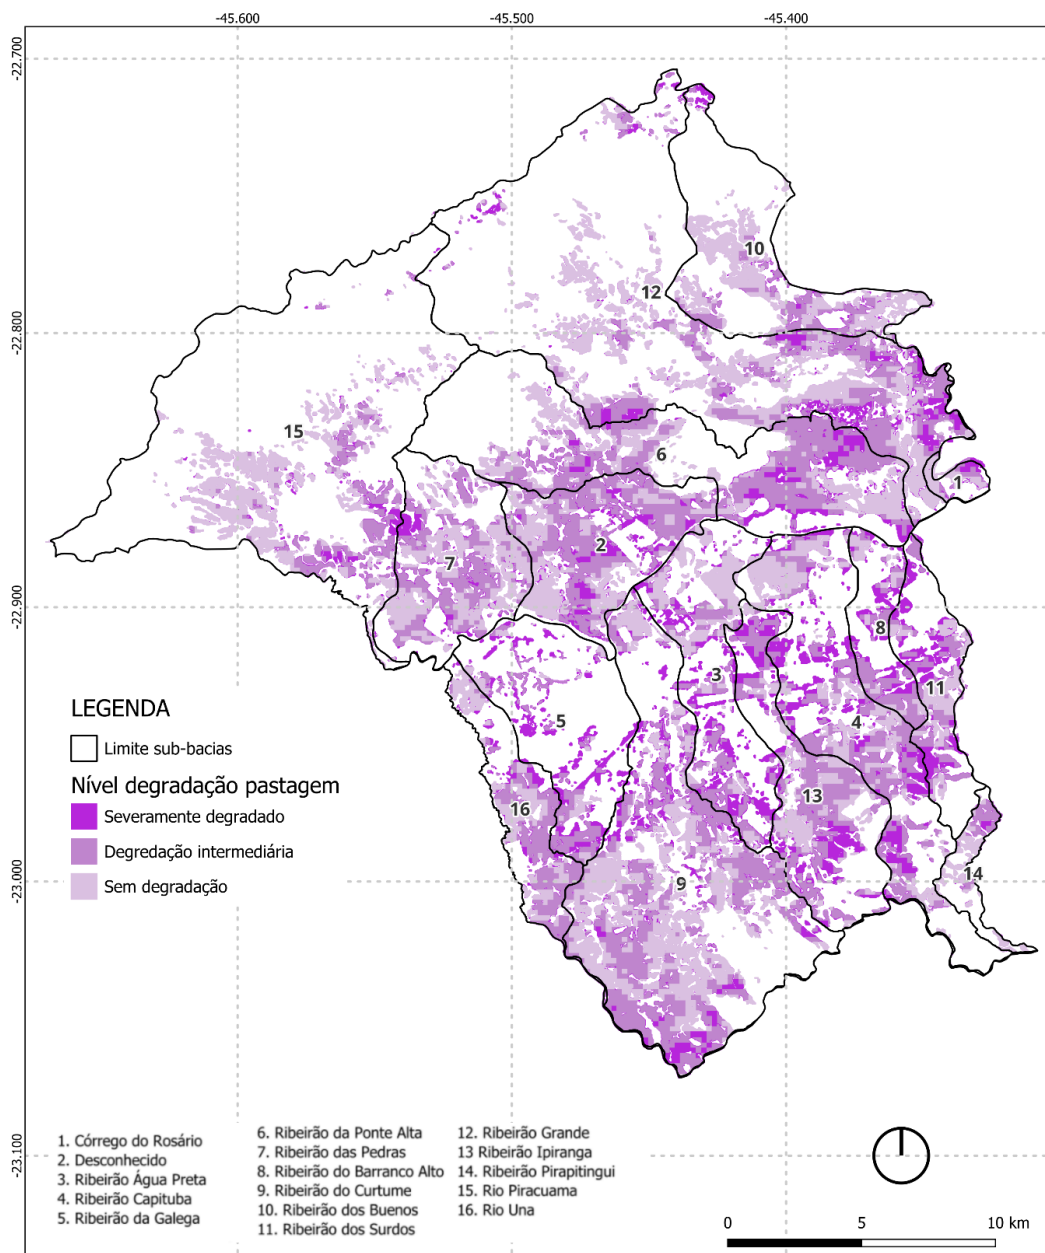 -45.600
-45.500
-45.400
-22.700
-22.800
-22.900
-23.000
-23.100
10
12
15
6
1
2
7
8
3
11
5
4
16
13
14
9
LEGENDA
Limite sub-bacias
Nível degradação pastagem
Severamente degradado
Degredação intermediária
Sem degradação
1. Córrego do Rosário
2. Desconhecido
3. Ribeirão Água Preta
4. Ribeirão Capituba
5. Ribeirão da Galega
6. Ribeirão da Ponte Alta
7. Ribeirão das Pedras
8. Ribeirão do Barranco Alto
9. Ribeirão do Curtume
10. Ribeirão dos Buenos
11. Ribeirão dos Surdos
12. Ribeirão Grande
13 Ribeirão Ipiranga
14. Ribeirão Pirapitingui
15. Rio Piracuama
16. Rio Una
0 5 10 km